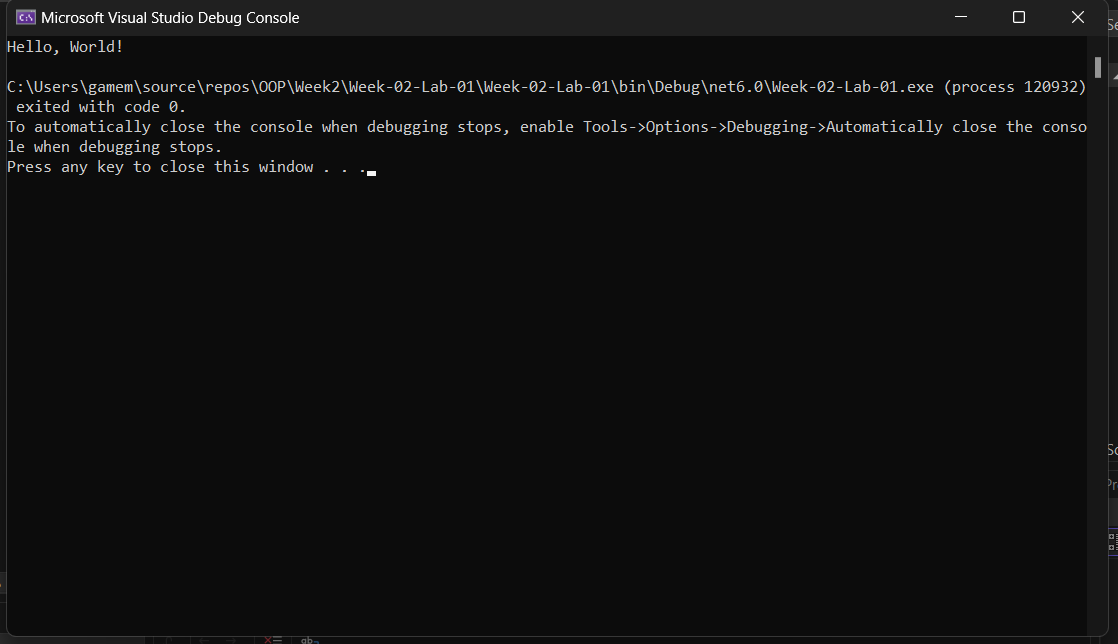 Microsoft Visual Studio Debug Console
Hello, World!
C:\Users\gamem\source\repos\OOP\Week2\Week-02-Lab-01\Week-02-Lab-01\bin\Debug\net6.0\Week-02-Lab-01.exe (process 120932)
exited with code 0.
To automatically close the console when debugging stops, enable Tools->Options->Debugging->Automatically close the conso
le when debugging stops.
Press any key to close this window . . .